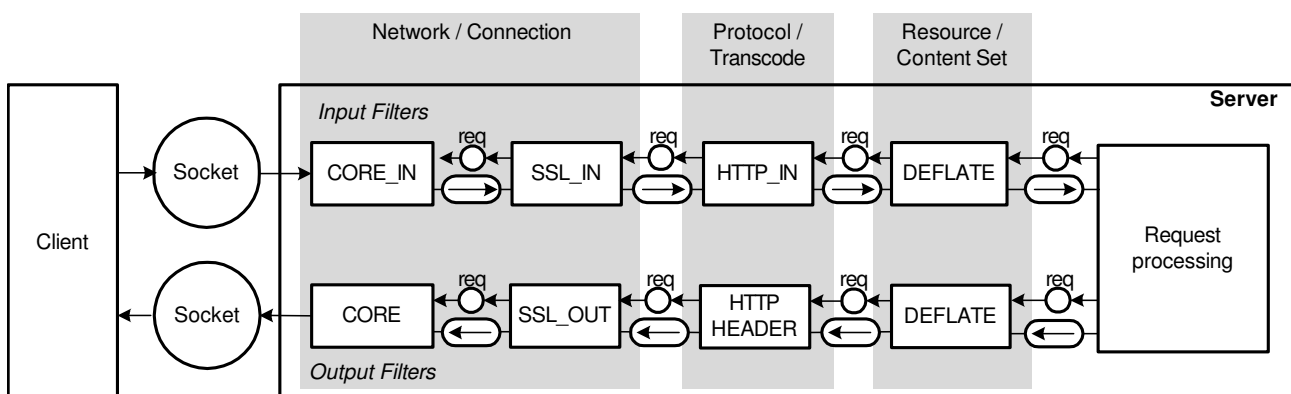 Network / Connection
Protocol /
Transcode
Resource /
Content Set
Server
Input Filters
req
req
req
req
Socket
CORE_IN
SSL_IN
HTTP_IN
DEFLATE
Client
Request
processing
req
req
req
req
Socket
CORE
SSL_OUT
HTTP
HEADER
DEFLATE
Output Filters